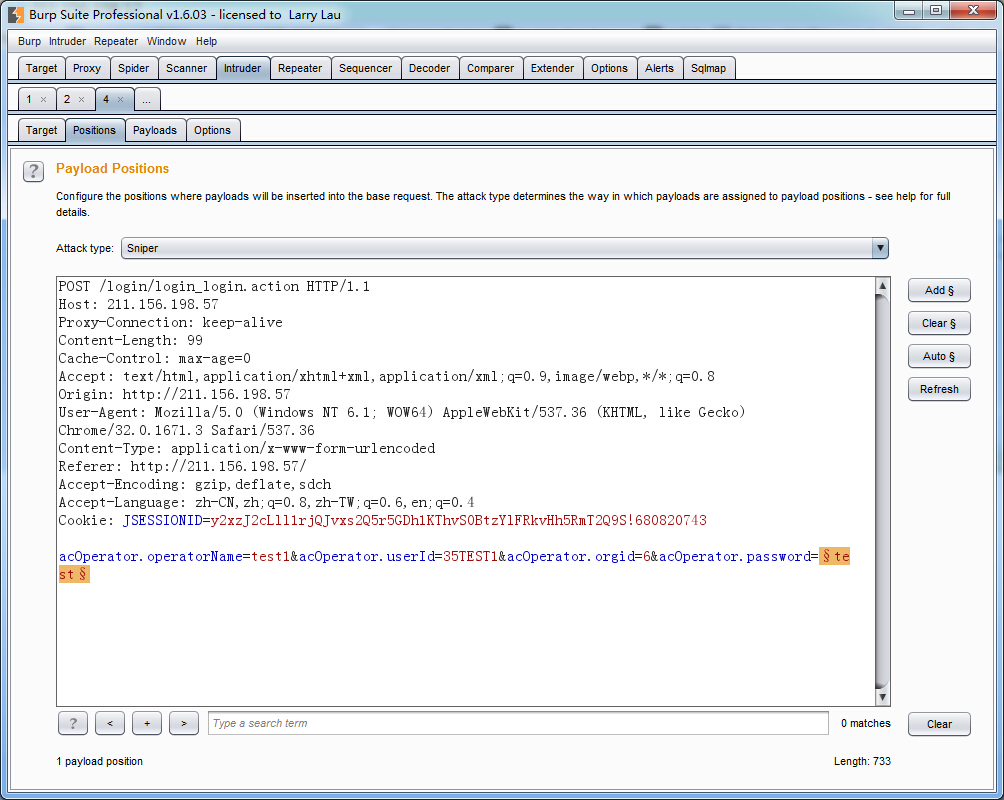 Burp Suite Professional v1.6.03 - licensed to Larry Lau
Burp Intruder Repeater Window Help
Target Proxy Spider Scanner Intruder Repeater Sequencer Decoder Comparer Extender Options Alerts Sqlmap
1 × 2 × 4 × ...
Target Positions Payloads Options
? Payload Positions
Configure the positions where payloads will be inserted into the base request. The attack type determines the way in which payloads are assigned to payload positions - see help for full
details.
Attack type: Sniper
POST /login/login_login.action HTTP/1.1
Host: 211.156.198.57
Proxy-Connection: keep-alive
Content-Length: 99
Cache-Control: max-age=0
Accept: text/html,application/xhtml+xml,application/xml;q=0.9,image/webp,*/*;q=0.8
Origin: http://211.156.198.57
User-Agent: Mozilla/5.0 (Windows NT 6.1; WOW64) AppleWebKit/537.36 (KHTML, like Gecko)
Chrome/32.0.1671.3 Safari/537.36
Content-Type: application/x-www-form-urlencoded
Referer: http://211.156.198.57/
Accept-Encoding: gzip,deflate,sdch
Accept-Language: zh-CN,zh;q=0.8,zh-TW;q=0.6,en;q=0.4
Cookie: JSESSIONID=
acOperator.operatorName=test1&acOperator.userId=35TEST1&acOperator.orgid=6&acOperator.password=§te
st§
Add §
Clear §
Auto §
Refresh
? < + > Type a search term 0 matches Clear
1 payload position Length: 733